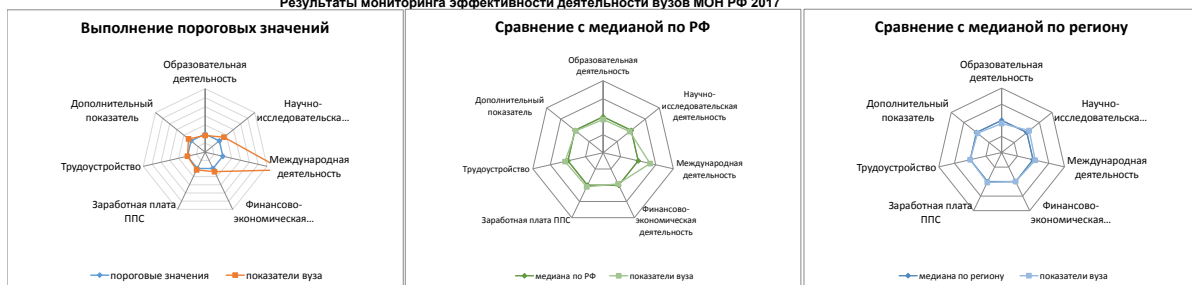 Результаты мониторинга эффективности деятельности вузов МОН РФ 2017
Выполнение пороговых значений
Образовательная
деятельность
Научно-
исследовательска...
Международная
деятельность
Финансово-
экономическая...
Заработная плата
ППС
Трудоустройство
Дополнительный
показатель
пороговые значения
показатели вуза
Сравнение с медианой по РФ
Образовательная
деятельность
Научно-
исследовательская
деятельность
Международная
деятельность
Финансово-
экономическая
деятельность
Заработная плата ППС
Трудоустройство
Дополнительный показатель
медиана по РФ
показатели вуза
Сравнение с медианой по региону
Образовательная
деятельность
Научно-
исследовательска...
Международная
деятельность
Финансово-
экономическая...
Заработная плата
ППС
Трудоустройство
Дополнительный
показатель
медиана по региону
показатели вуза